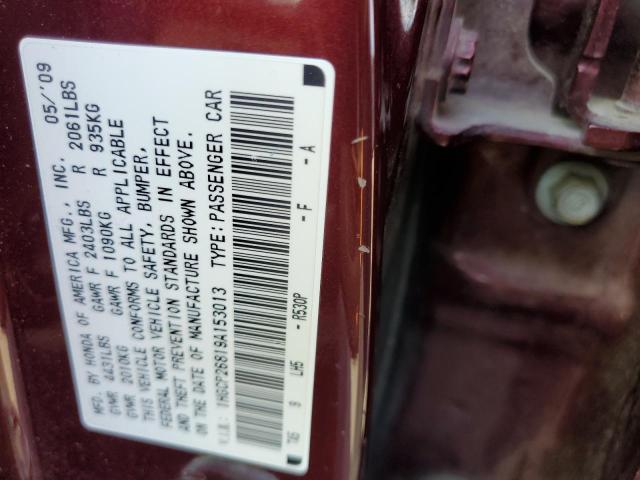 MFD. BY HONDA OF AMERICA MFG., INC. 05/'09
GVWR 4431LBS GAWR F 2403LBS R 2061LBS
GVWR 2010KG GAWR F 1090KG R 935KG
THIS VEHICLE CONFORMS TO ALL APPLICABLE
FEDERAL MOTOR VEHICLE SAFETY, BUMPER,
AND THEFT PREVENTION STANDARDS IN EFFECT
ON THE DATE OF MANUFACTURE SHOWN ABOVE.
V.I.N.: 1HGCP26819A153013 TYPE: PASSENGER CAR
9 LH5 - R530P -F -A